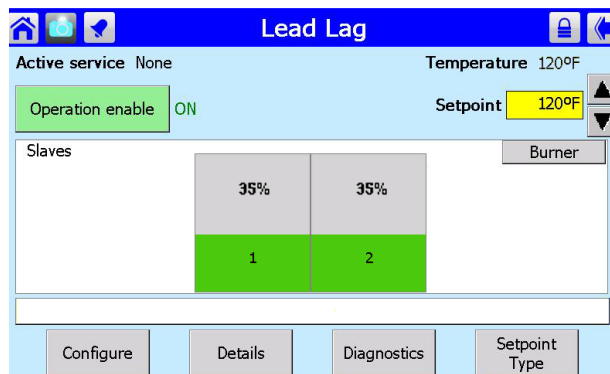 Lead Lag
Active service None
Temperature 120ºF
Operation enable ON
Setpoint 120ºF
Slaves
Burner
35% 35%
1 2
Configure
Details
Diagnostics
Setpoint
Type